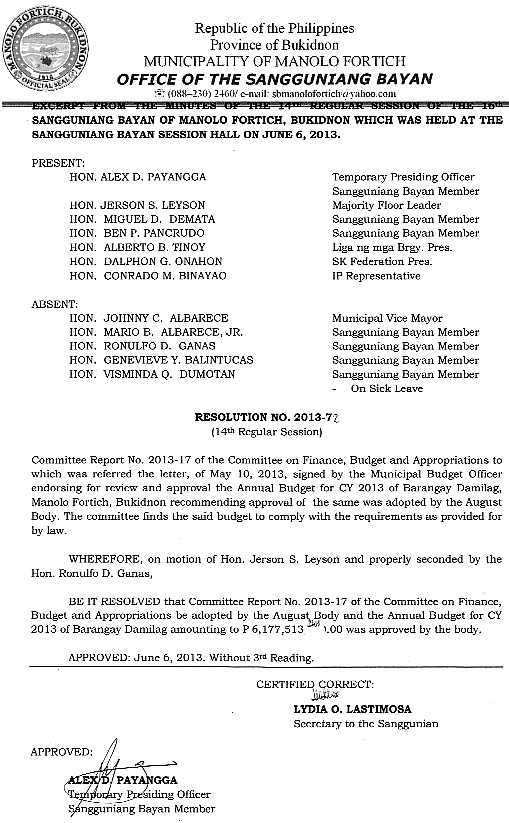 MANOLO FORTICH, BUKIDNON
1914
OFFICIAL SEAL
Republic of the Philippines
Province of Bukidnon
MUNICIPALITY OF MANOLO FORTICH
OFFICE OF THE SANGGUNIANG BAYAN
(088-230) 2460/ e-mail: sbmanolofortich@yahoo.com
EXCERPT FROM THE MINUTES OF THE 14th REGULAR SESSION OF THE 16th
SANGGUNIANG BAYAN OF MANOLO FORTICH, BUKIDNON WHICH WAS HELD AT THE
SANGGUNIANG BAYAN SESSION HALL ON JUNE 6, 2013.
PRESENT:
HON. ALEX D. PAYANGGA Temporary Presiding Officer
Sangguniang Bayan Member
HON. JERSON S. LEYSON Majority Floor Leader
HON. MIGUEL D. DEMATA Sangguniang Bayan Member
HON. BEN P. PANCRUDO Sangguniang Bayan Member
HON. ALBERTO B. TINOY Liga ng mga Brgy. Pres.
HON. DALPHON G. ONAHON SK Federation Pres.
HON. CONRADO M. BINAYAO IP Representative
ABSENT:
HON. JOHNNY C. ALBARECE Municipal Vice Mayor
HON. MARIO B. ALBARECE, JR. Sangguniang Bayan Member
HON. RONULFO D. GANAS Sangguniang Bayan Member
HON. GENEVIEVE Y. BALINTUCAS Sangguniang Bayan Member
HON. VISMINDA Q. DUMOTAN Sangguniang Bayan Member
- On Sick Leave
RESOLUTION NO. 2013-72
(14th Regular Session)
Committee Report No. 2013-17 of the Committee on Finance, Budget and Appropriations to
which was referred the letter, of May 10, 2013, signed by the Municipal Budget Officer
endorsing for review and approval the Annual Budget for CY 2013 of Barangay Damilag,
Manolo Fortich, Bukidnon recommending approval of the same was adopted by the August
Body. The committee finds the said budget to comply with the requirements as provided for
by law.
WHEREFORE, on motion of Hon. Jerson S. Leyson and properly seconded by the
Hon. Ronulfo D. Ganas,
BE IT RESOLVED that Committee Report No. 2013-17 of the Committee on Finance,
Budget and Appropriations be adopted by the August Body and the Annual Budget for CY
2013 of Barangay Damilag amounting to P 6,177,513 .00 was approved by the body.
APPROVED: June 6, 2013. Without 3rd Reading.
CERTIFIED CORRECT:
LYDIA O. LASTIMOSA
Secretary to the Sanggunian
APPROVED:
ALEX D. PAYANGGA
Temporary Presiding Officer
Sangguniang Bayan Member